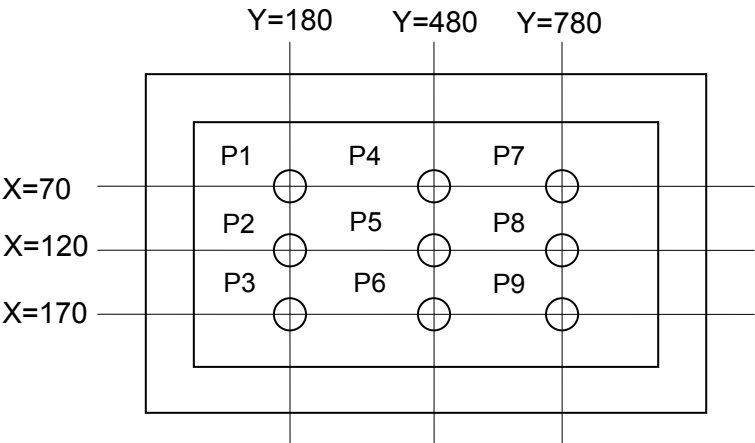 Y=180 Y=480 Y=780
P1 P4 P7
X=70
P2 P5 P8
X=120
P3 P6 P9
X=170